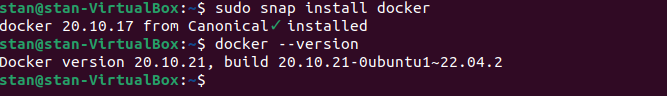 stan@stan-VirtualBox:~$ sudo snap install docker
docker 20.10.17 from Canonical✓ installed
stan@stan-VirtualBox:~$ docker --version
Docker version 20.10.21, build 20.10.21-0ubuntu1~22.04.2
stan@stan-VirtualBox:~$